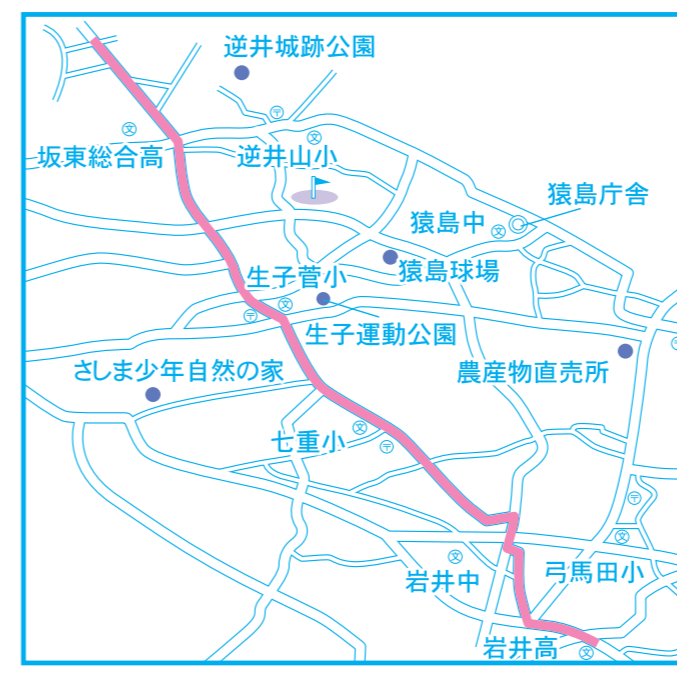 逆井城跡公園
坂東総合高
逆井山小
猿島庁舎
猿島中
猿島球場
生子菅小
生子運動公園
さしま少年自然の家
農産物直売所
七重小
岩井中
弓馬田小
岩井高